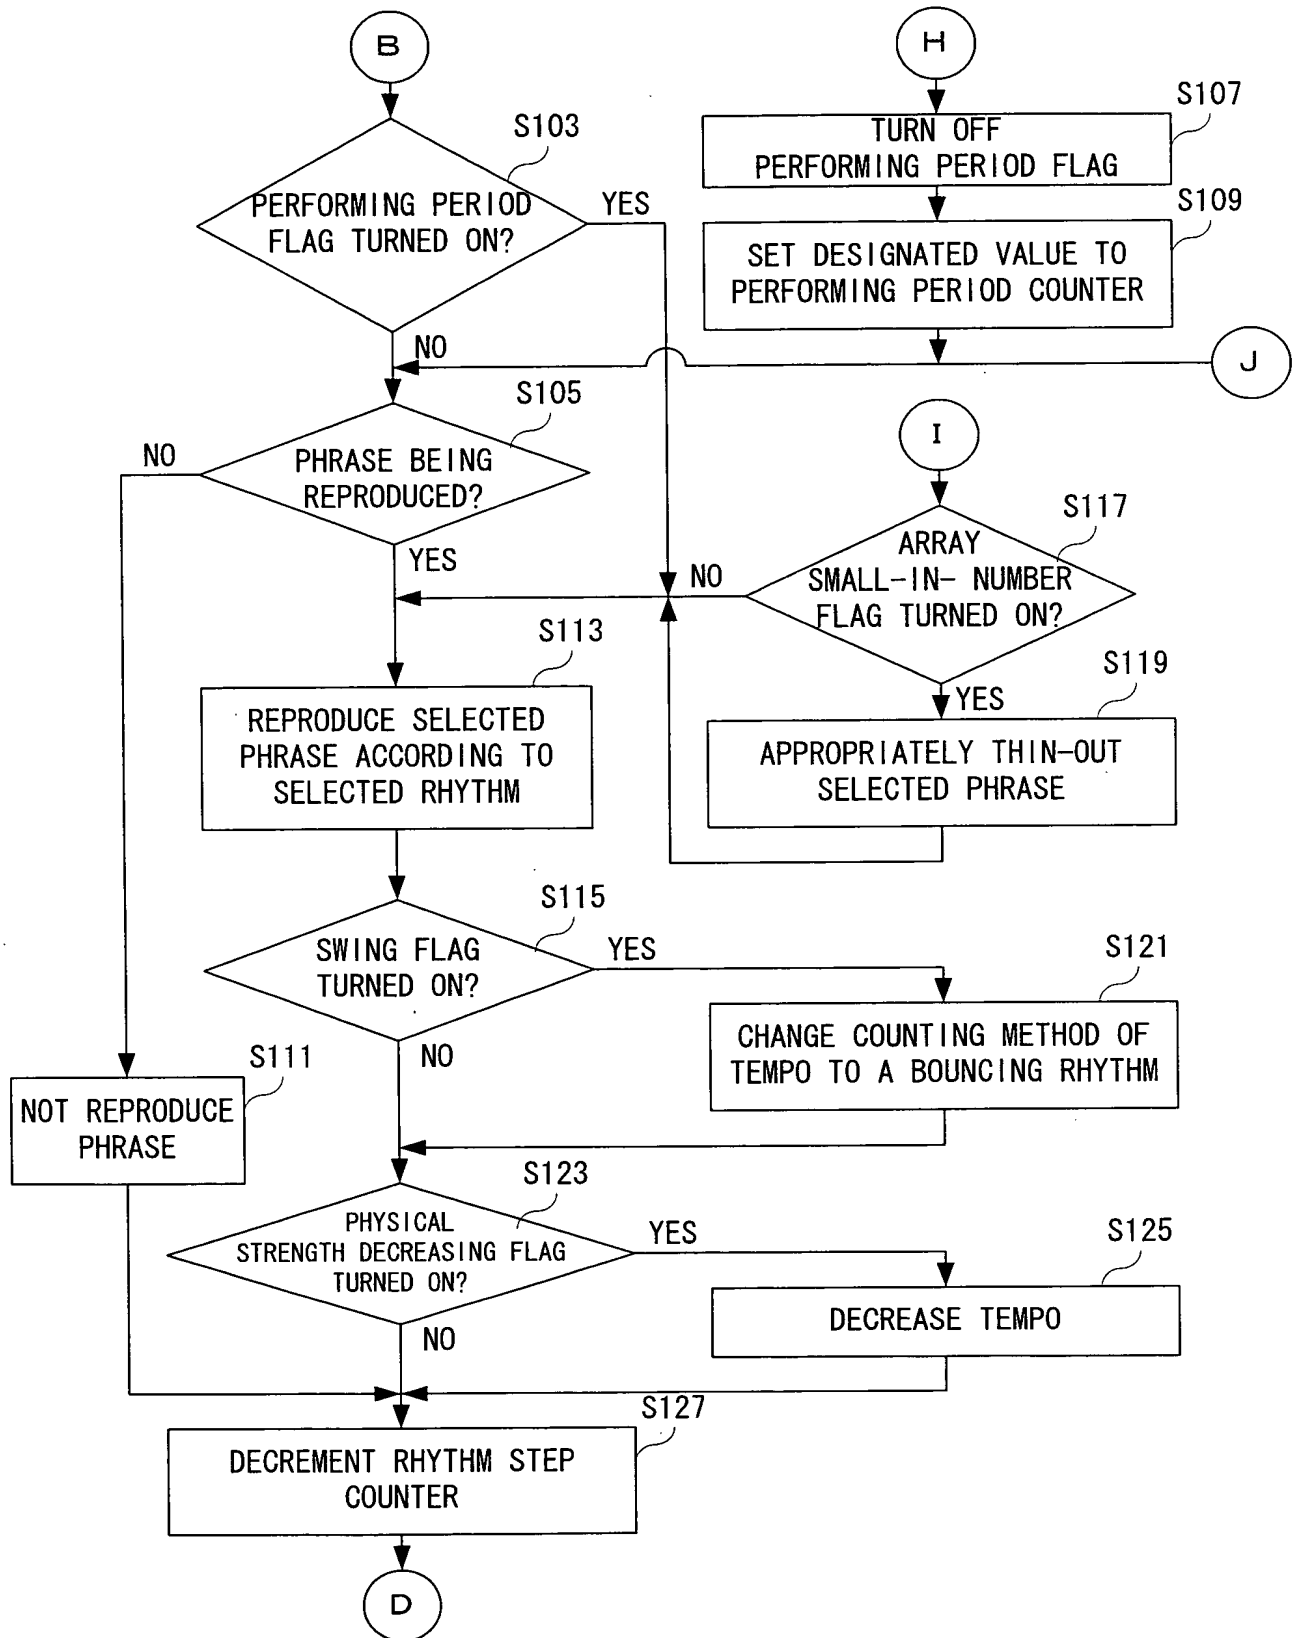 B
H
S107
TURN OFF
PERFORMING PERIOD FLAG
S103
PERFORMING PERIOD
FLAG TURNED ON?
YES
NO
S109
SET DESIGNATED VALUE TO
PERFORMING PERIOD COUNTER
J
S105
PHRASE BEING
REPRODUCED?
NO
YES
I
S117
ARRAY
SMALL-IN- NUMBER
FLAG TURNED ON?
NO
YES
S113
REPRODUCE SELECTED
PHRASE ACCORDING TO
SELECTED RHYTHM
S119
APPROPRIATELY THIN-OUT
SELECTED PHRASE
S115
SWING FLAG
TURNED ON?
YES
NO
S121
CHANGE COUNTING METHOD OF
TEMPO TO A BOUNCING RHYTHM
S111
NOT REPRODUCE
PHRASE
S123
PHYSICAL
STRENGTH DECREASING FLAG
TURNED ON?
YES
NO
S125
DECREASE TEMPO
S127
DECREMENT RHYTHM STEP
COUNTER
D